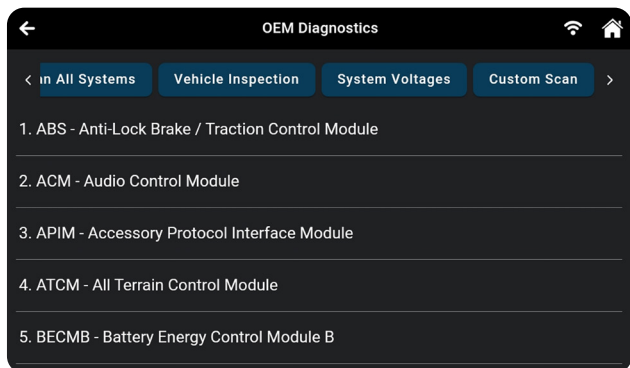 OEM Diagnostics
n All Systems Vehicle Inspection System Voltages Custom Scan
1. ABS - Anti-Lock Brake / Traction Control Module
2. ACM - Audio Control Module
3. APIM - Accessory Protocol Interface Module
4. ATCM - All Terrain Control Module
5. BECMB - Battery Energy Control Module B